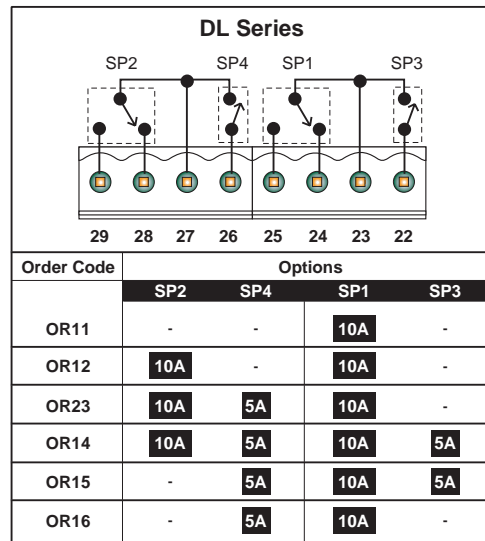 DL Series
SP2 SP4 SP1 SP3
29 28 27 26 25 24 23 22
Order Code Options
SP2 SP4 SP1 SP3
OR11 - - 10A -
OR12 10A - 10A -
OR23 10A 5A 10A -
OR14 10A 5A 10A 5A
OR15 - 5A 10A 5A
OR16 - 5A 10A -